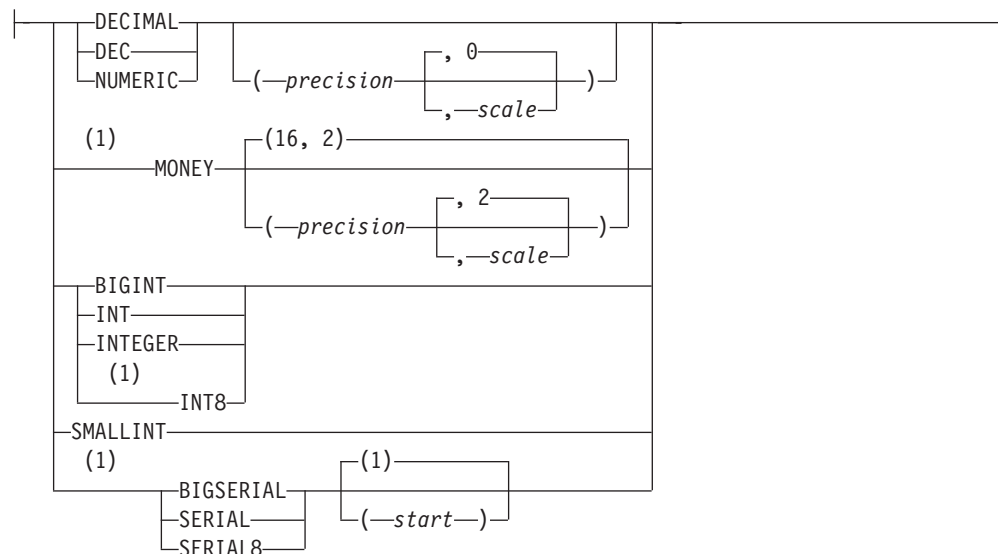 DECIMAL
DEC , 0
NUMERIC ( precision )
, scale
(1) (16, 2)
MONEY
, 2
( precision )
, scale
BIGINT
INT
INTEGER
(1)
INT8
SMALLINT
(1) (1)
BIGSERIAL
SERIAL ( start )
SERIAL8